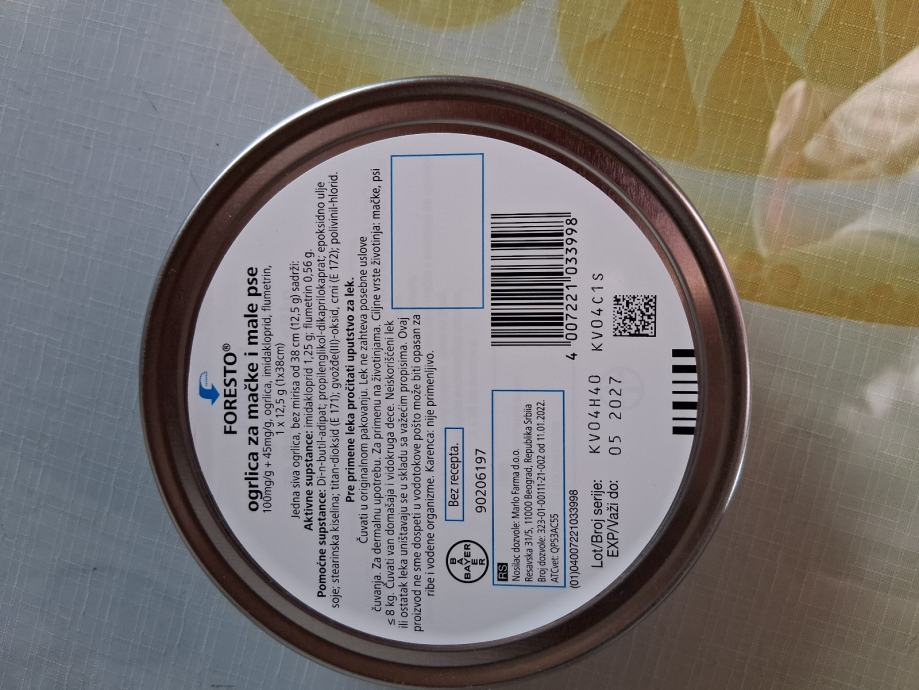 FORESTO®
ogrlica za mačke i male pse
100mg/g + 45mg/g, ogrlica, imidakloprid, flumetrin,
1 x 12,5 g (1x38cm)
Jedna siva ogrlica, bez mirisa od 38 cm (12,5 g) sadrži:
Aktivne supstance: imidakloprid 1,25 g, flumetrin 0,56 g.
Pomoćne supstance: Di-n-butil-adipat; propilenglikol-dikaprilokaprat; epoksidno ulje
soje; stearinska kiselina; titan-dioksid (E 171); gvožđe(III)-oksid, crni (E 172); polivinil-hlorid.
Pre primene leka pročitati uputstvo za lek.
Čuvati u originalnom pakovanju. Lek ne zahteva posebne uslove
čuvanja. Za dermalnu upotrebu. Za primenu na životinjama. Ciljne vrste životinja: mačke, psi
≤ 8 kg. Čuvati van domašaja i vidokruga dece. Neiskorišćeni lek
ili ostatak leka uništavaju se u skladu sa važećim propisima. Ovaj
proizvod ne sme dospeti u vodotokove pošto može biti opasan za
ribe i vodene organizme. Karenca: nije primenljivo.
Bez recepta.
90206197
BAYER
BAYER
RS
Nosilac dozvole: Marlo Farma d.o.o.
Resavska 31/5, 11000 Beograd, Republika Srbija
Broj dozvole: 323-01-00111-21-002 od 11.01.2022.
ATCvet: QP53AC55
4 007221 033998
(01)04007221033998
Lot/Broj serije: KV04H40 KV04C1S
EXP/Važi do: 05 2027